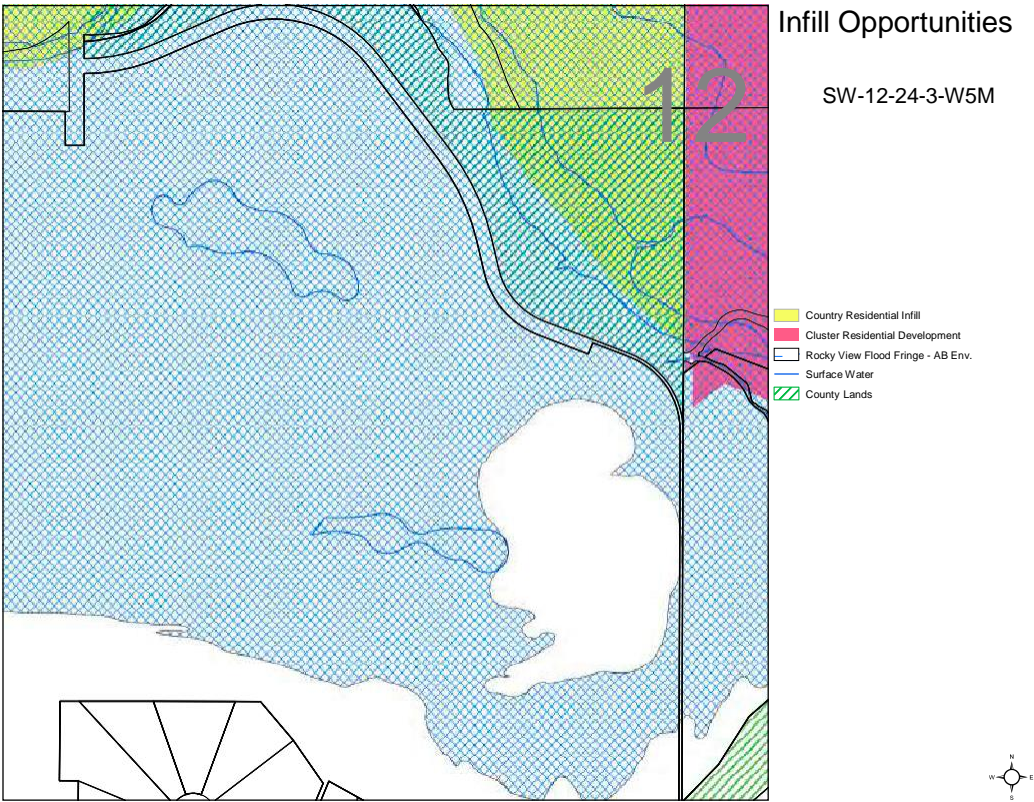 Infill Opportunities
SW-12-24-3-W5M
12
Country Residential Infill
Cluster Residential Development
Rocky View Flood Fringe - AB Env.
Surface Water
County Lands
N
W E
S